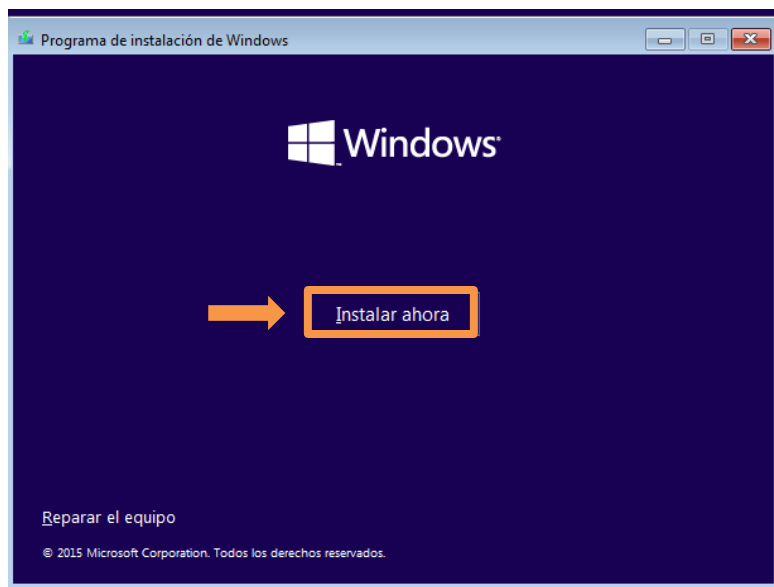 Programa de instalación de Windows
Windows
Instalar ahora
Reparar el equipo
© 2015 Microsoft Corporation. Todos los derechos reservados.